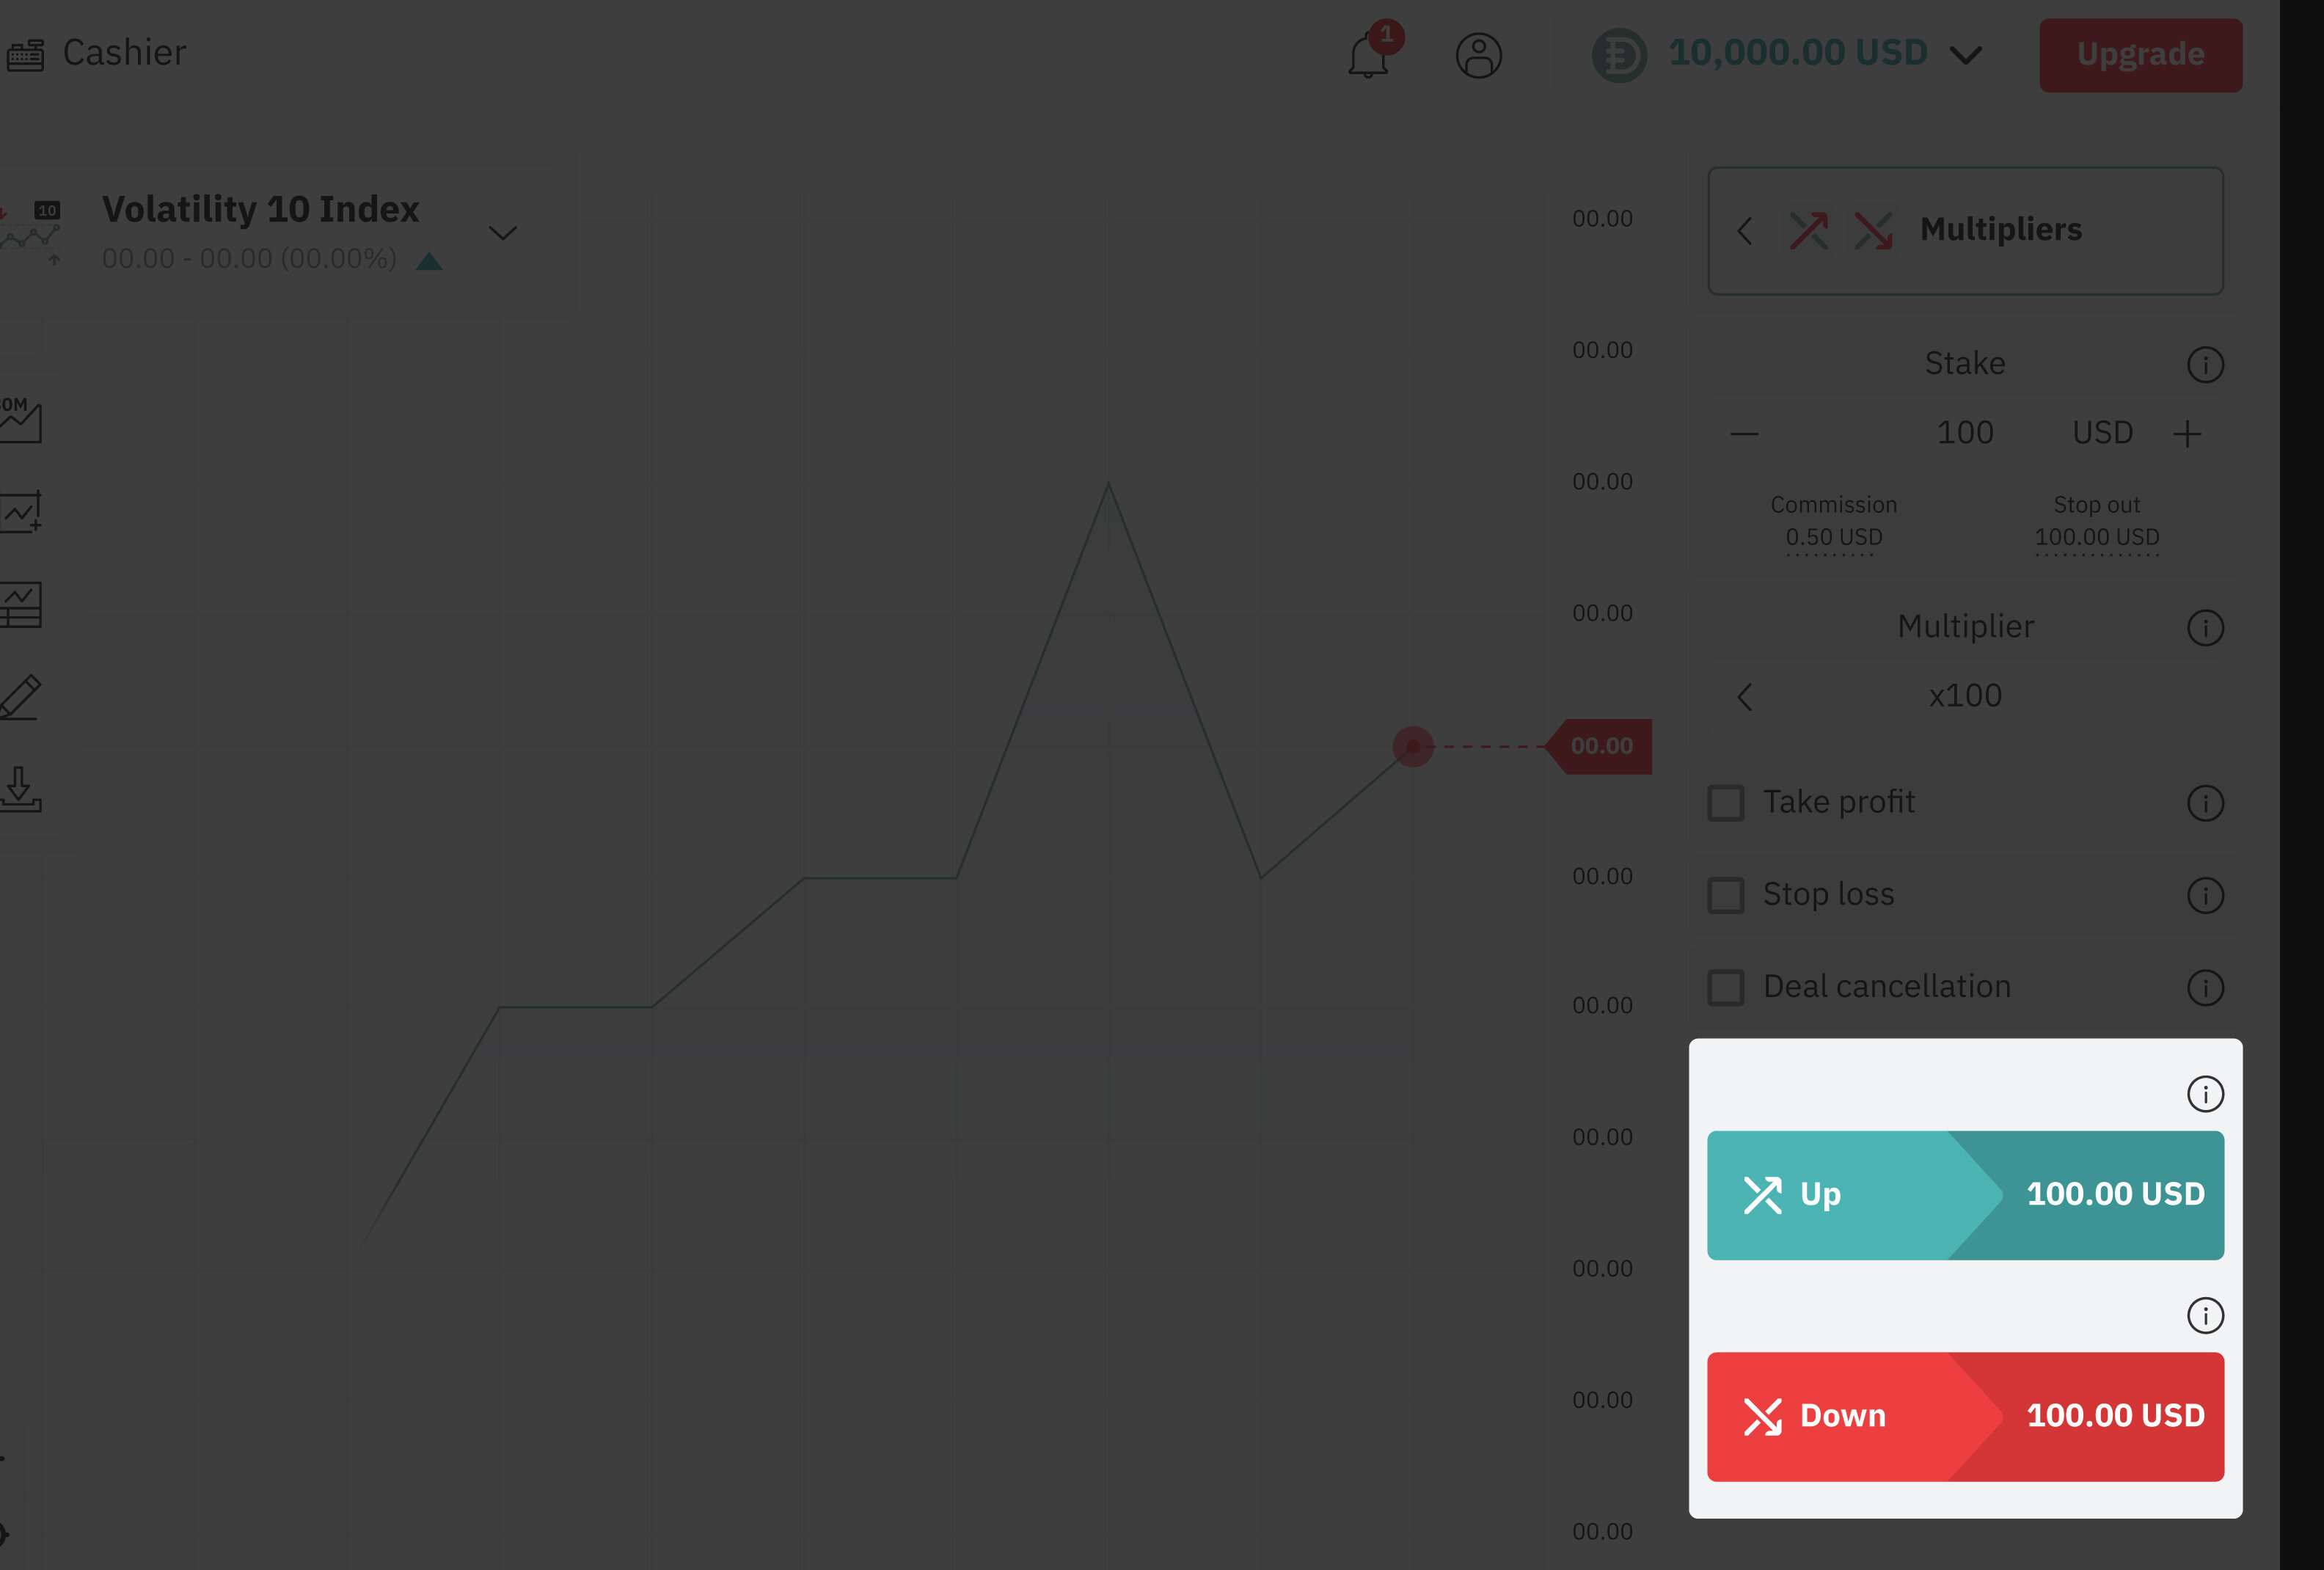 Cashier
1
10,000.00 USD
Upgrade
10
Volatility 10 Index
00.00 - 00.00 (00.00%)
Multipliers
00.00
00.00
00.00
00.00
00.00
00.00
00.00
00.00
00.00
00.00
00.00
Stake
100 USD
Commission
0.50 USD
Stop out
100.00 USD
Multiplier
x100
Take profit
Stop loss
Deal cancellation
Up 100.00 USD
Down 100.00 USD